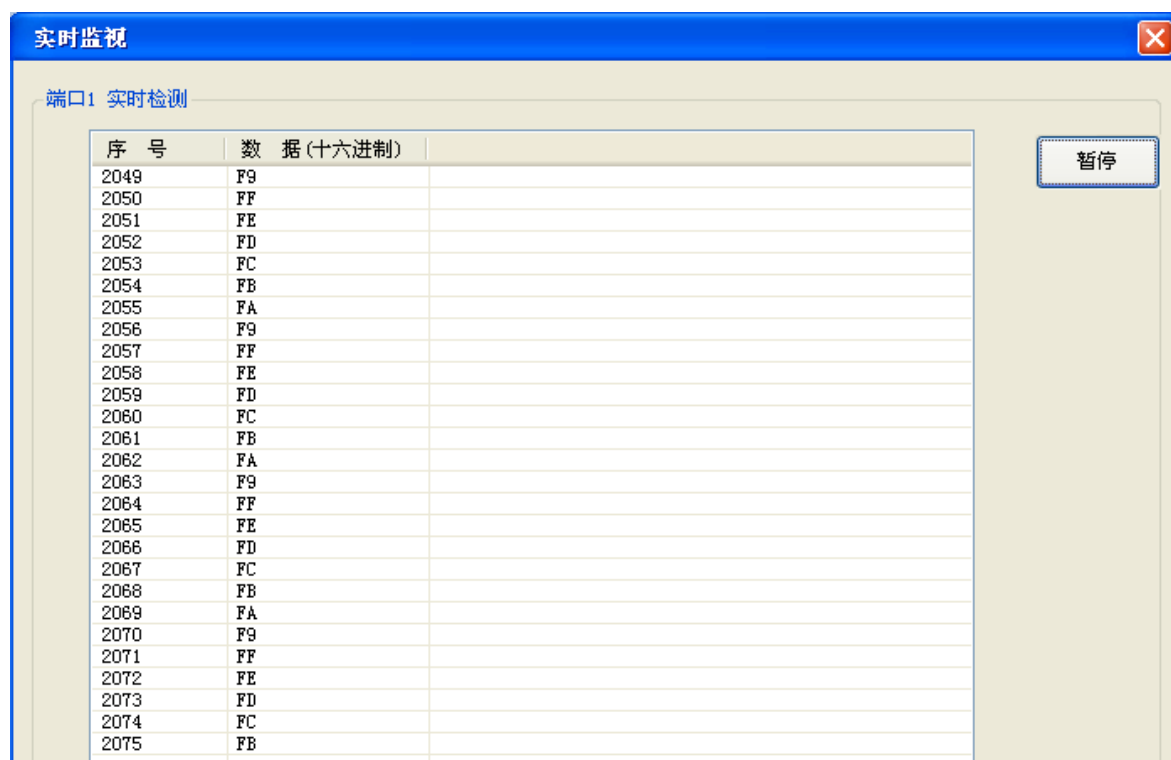 实时监视
端口1 实时检测
序 号 数 据(十六进制)
暂停
2049 F9
2050 FF
2051 FE
2052 FD
2053 FC
2054 FB
2055 FA
2056 F9
2057 FF
2058 FE
2059 FD
2060 FC
2061 FB
2062 FA
2063 F9
2064 FF
2065 FE
2066 FD
2067 FC
2068 FB
2069 FA
2070 F9
2071 FF
2072 FE
2073 FD
2074 FC
2075 FB